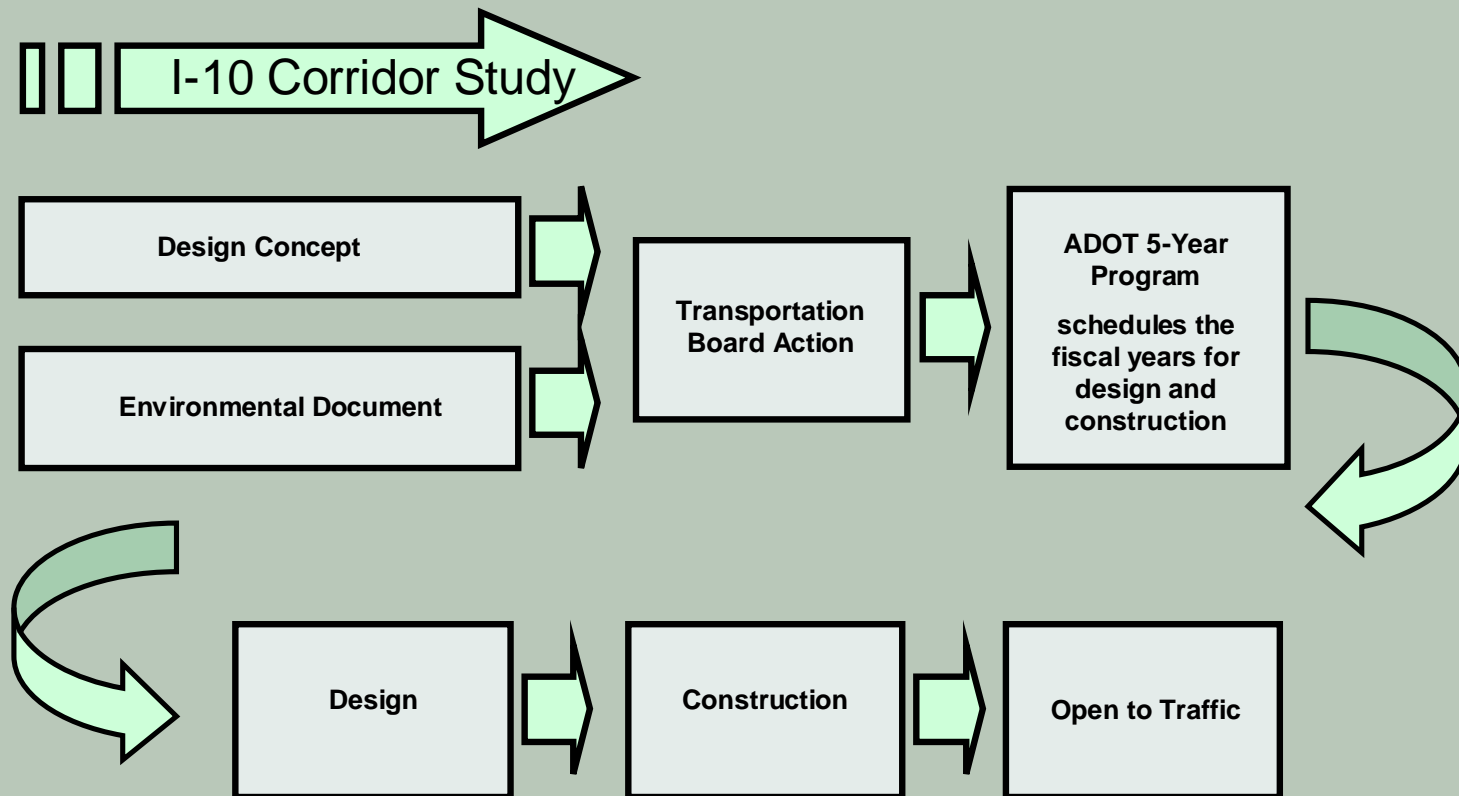 I-10 Corridor Study
Design Concept
Environmental Document
Transportation
Board Action
ADOT 5-Year
Program
schedules the
fiscal years for
design and
construction
Design
Construction
Open to Traffic